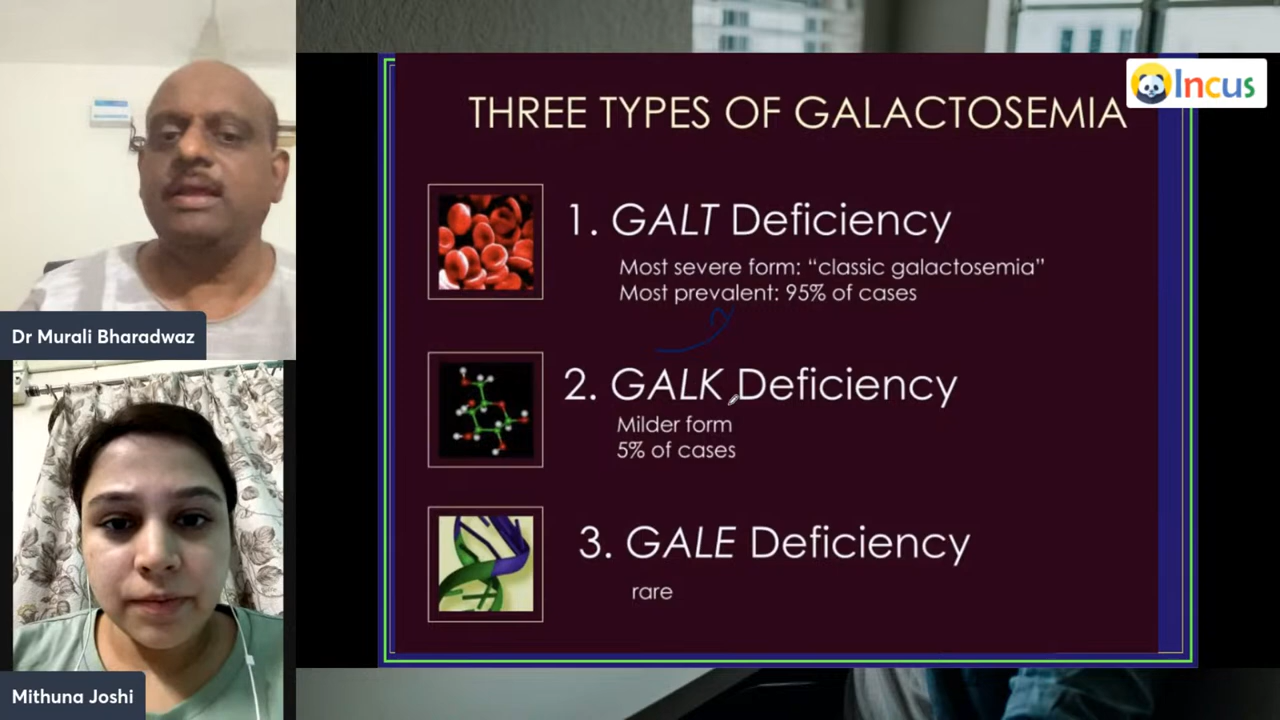 Incus
THREE TYPES OF GALACTOSEMIA
1. GALT Deficiency
Most severe form: “classic galactosemia”
Most prevalent: 95% of cases
2. GALK Deficiency
Milder form
5% of cases
3. GALE Deficiency
rare
Dr Murali Bharadwaz
Mithuna Joshi